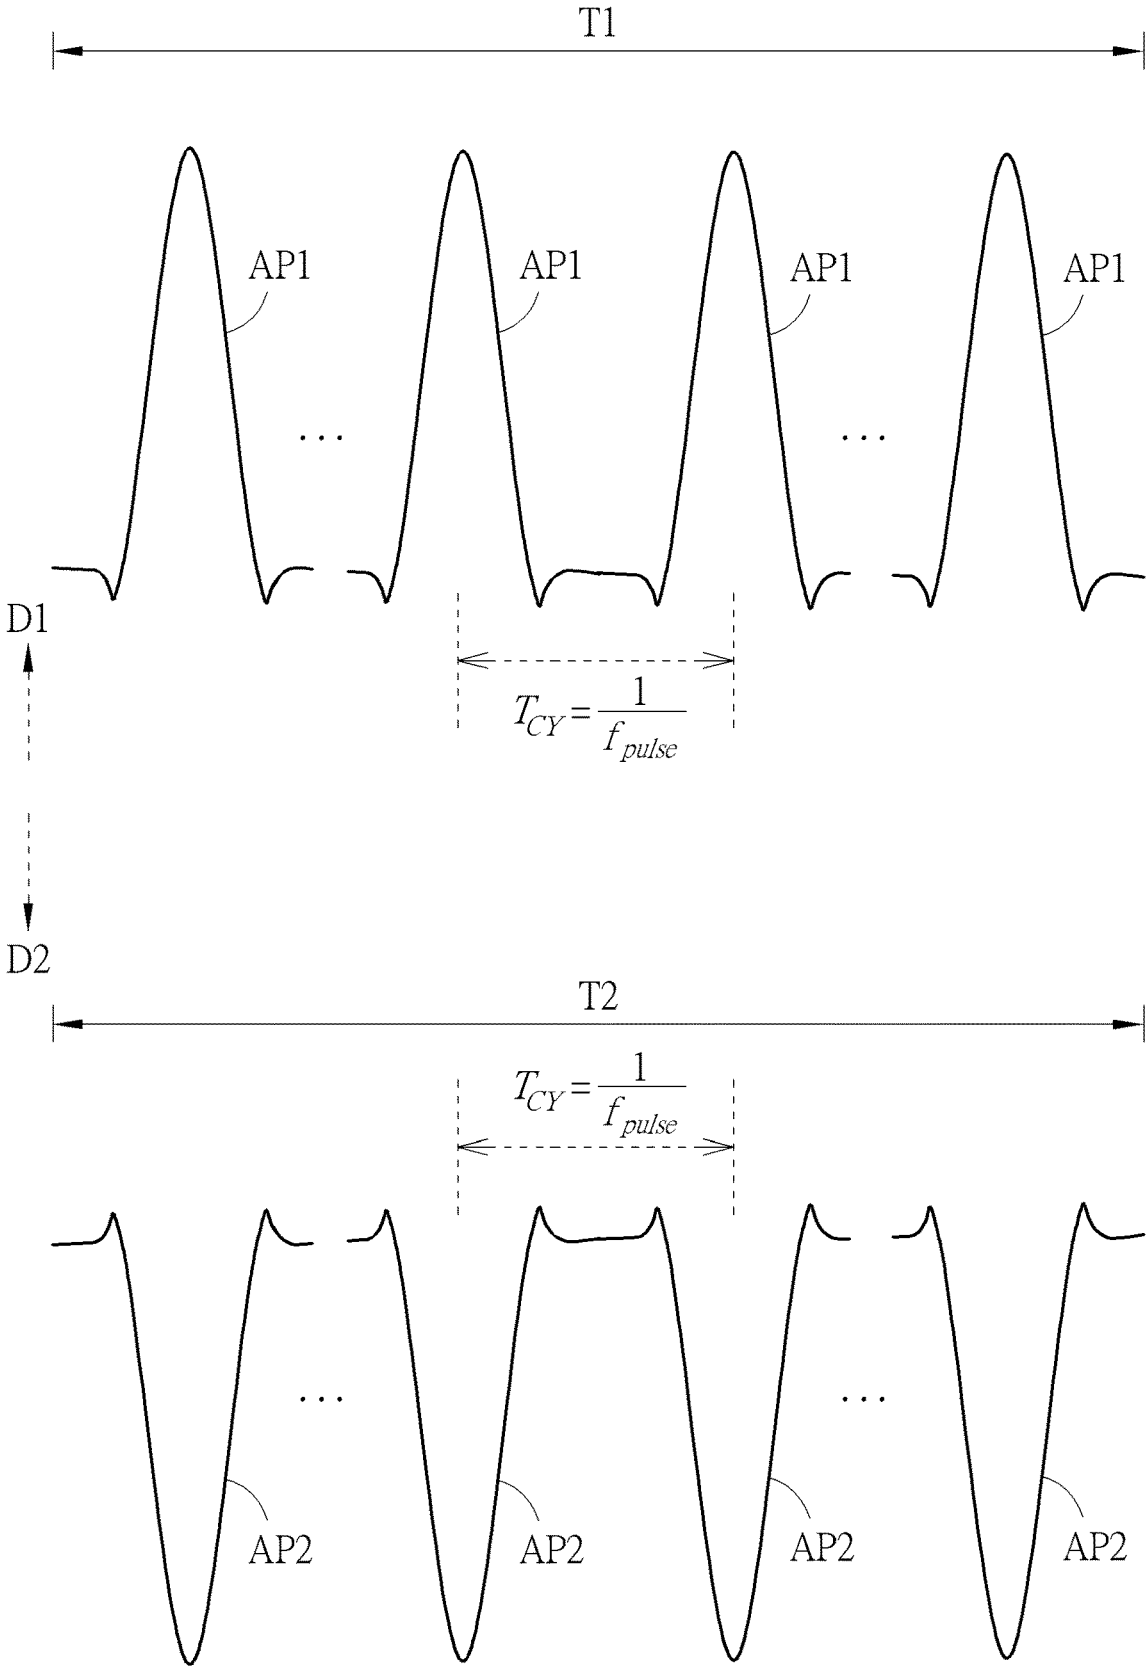 T1
AP1 AP1 AP1 AP1
... ...
D1
T_CY = 1/f_pulse
D2
T2
T_CY = 1/f_pulse
... ...
AP2 AP2 AP2 AP2